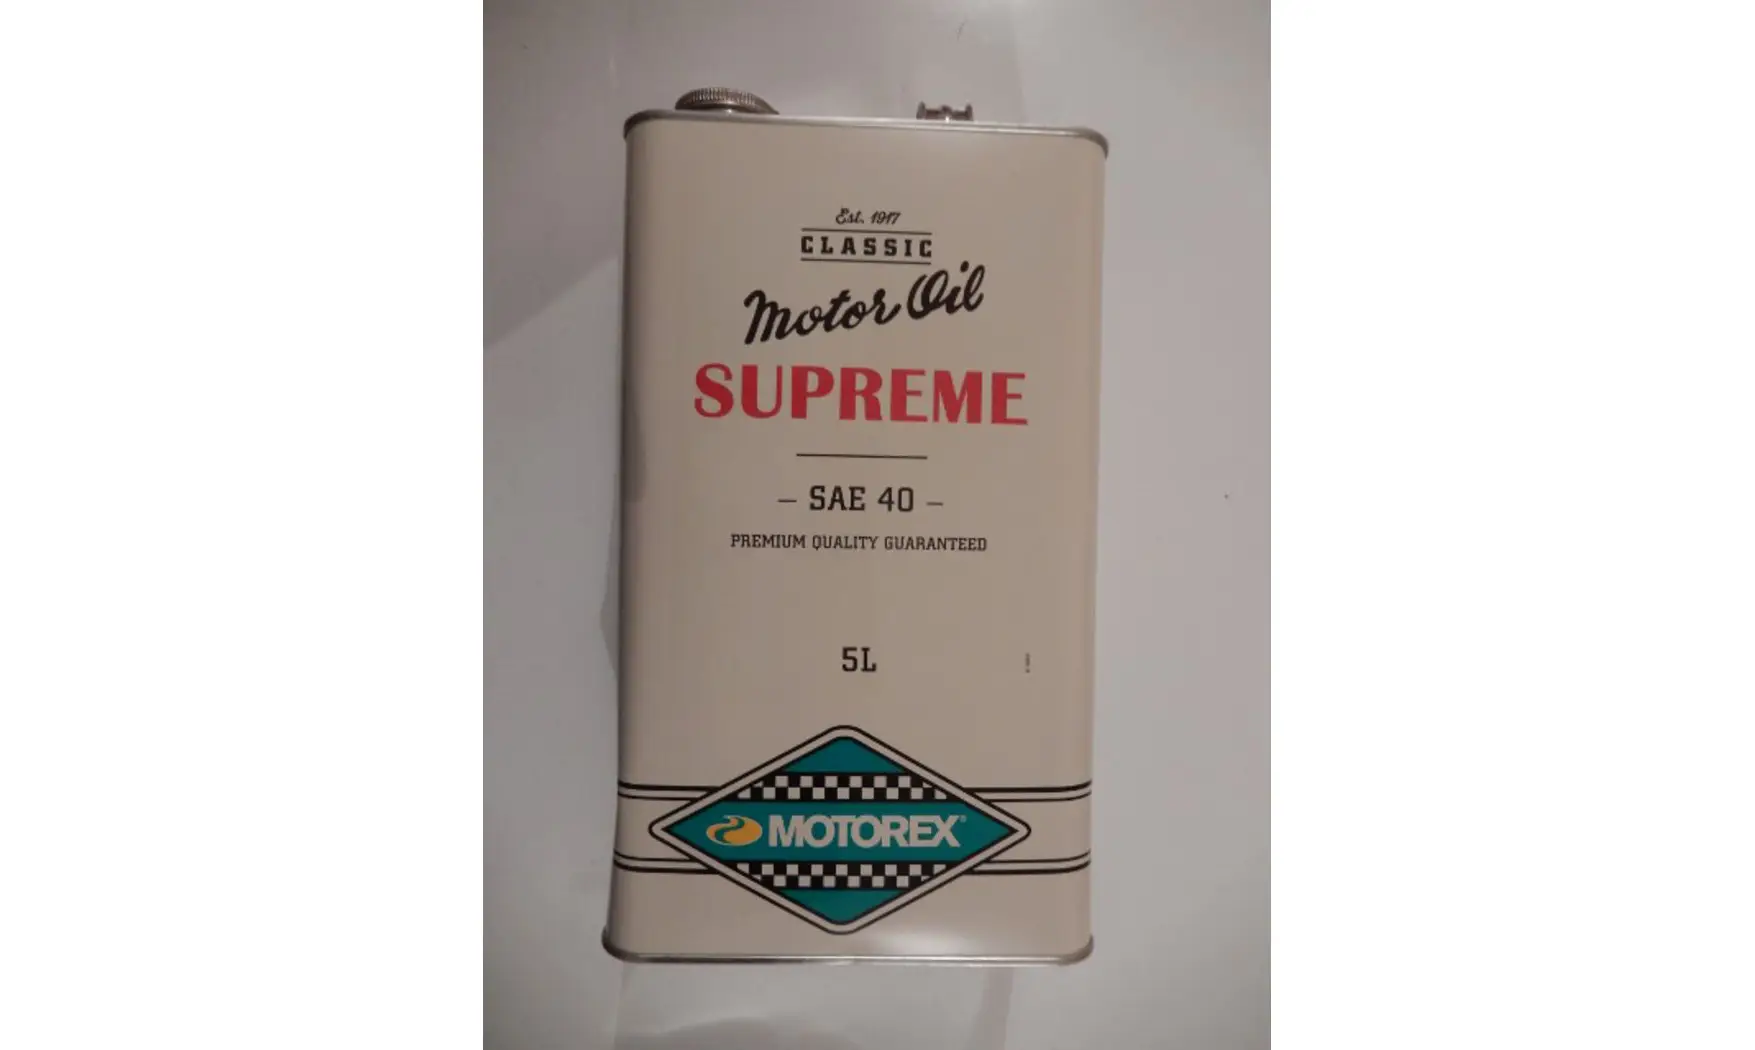 Est. 1917
CLASSIC
Motor Oil
SUPREME
– SAE 40 –
PREMIUM QUALITY GUARANTEED
5L
MOTOREX®